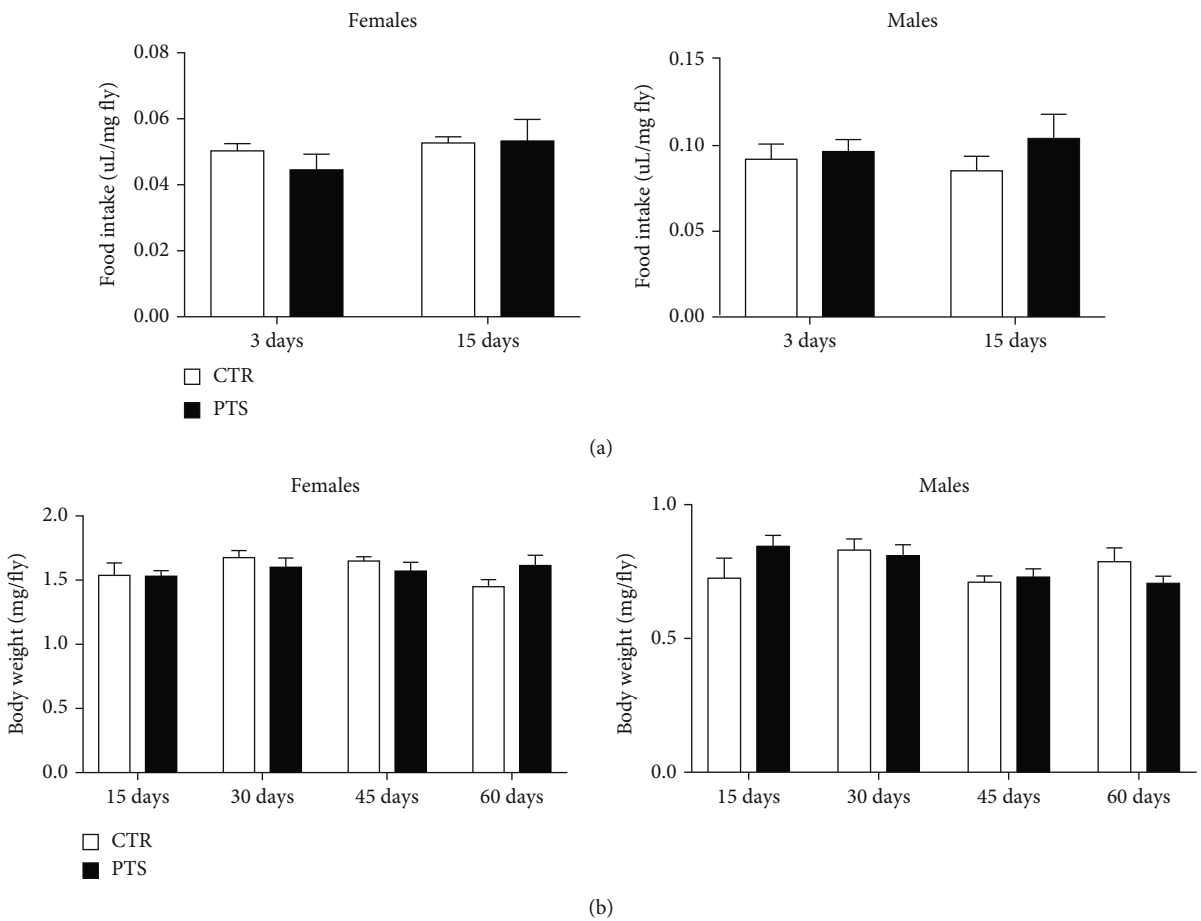 (a)
Females
Food intake (uL/mg fly)
0.08
0.06
0.04
0.02
0.00
3 days
15 days
CTR
PTS
Males
Food intake (uL/mg fly)
0.15
0.10
0.05
0.00
3 days
15 days
(a)
Females
Body weight (mg/fly)
2.0
1.5
1.0
0.5
0.0
15 days
30 days
45 days
60 days
CTR
PTS
Males
Body weight (mg/fly)
1.0
0.5
0.0
15 days
30 days
45 days
60 days
(b)